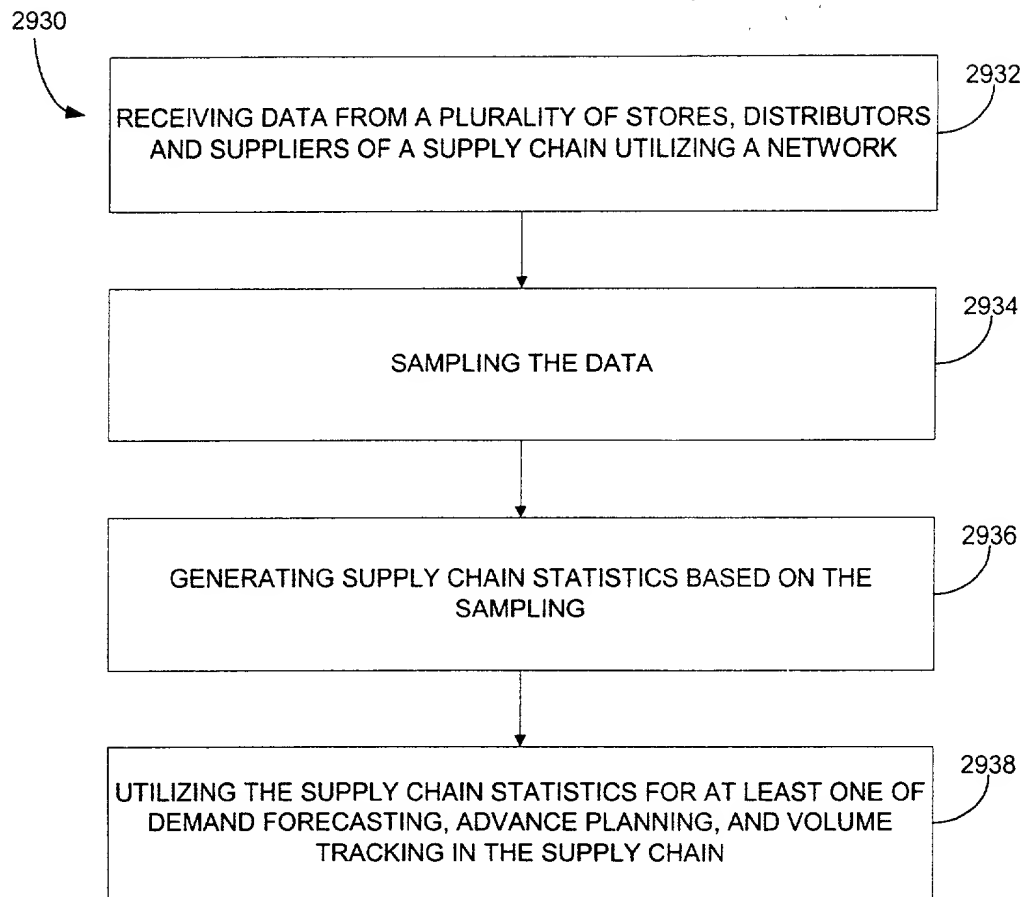 2930
2932
RECEIVING DATA FROM A PLURALITY OF STORES, DISTRIBUTORS
AND SUPPLIERS OF A SUPPLY CHAIN UTILIZING A NETWORK
2934
SAMPLING THE DATA
2936
GENERATING SUPPLY CHAIN STATISTICS BASED ON THE
SAMPLING
2938
UTILIZING THE SUPPLY CHAIN STATISTICS FOR AT LEAST ONE OF
DEMAND FORECASTING, ADVANCE PLANNING, AND VOLUME
TRACKING IN THE SUPPLY CHAIN